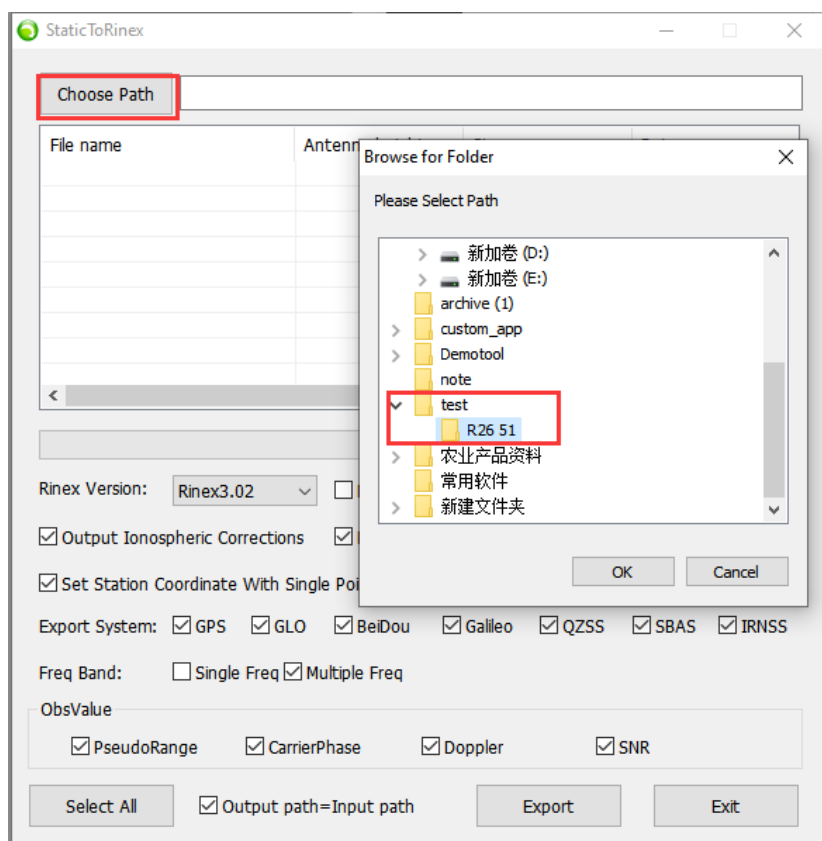 StaticToRinex
Choose Path
File name Antenn
Browse for Folder
Please Select Path
新加卷 (D:)
新加卷 (E:)
archive (1)
custom_app
Demotool
note
test
R26 51
农业产品资料
常用软件
新建文件夹
OK Cancel
Rinex Version: Rinex3.02
Output Ionospheric Corrections
Set Station Coordinate With Single Poi
Export System: GPS GLO BeiDou Galileo QZSS SBAS IRNSS
Freq Band: Single Freq Multiple Freq
ObsValue
PseudoRange CarrierPhase Doppler SNR
Select All Output path=Input path Export Exit